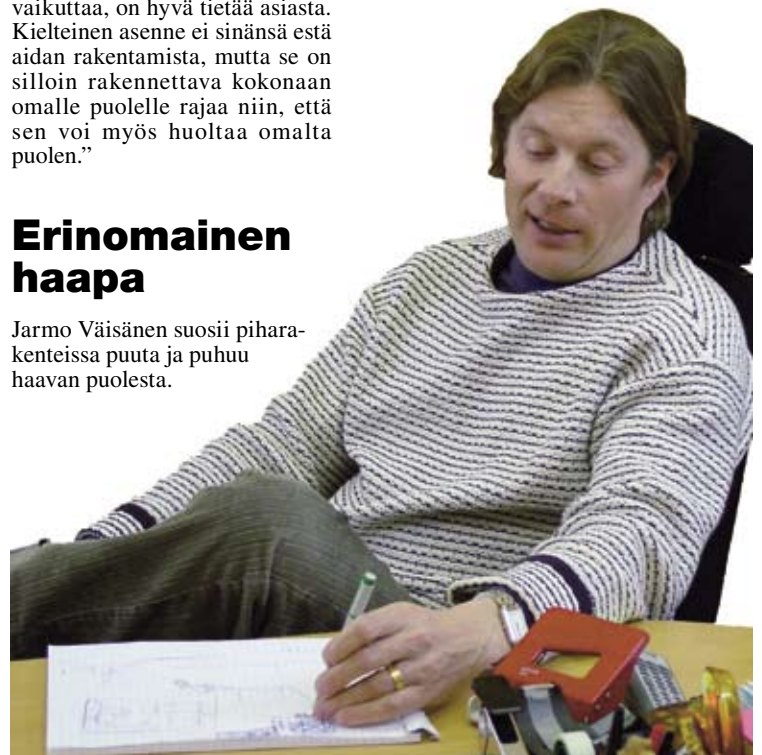 vaikuttaa, on hyvä tietää asiasta.
Kielteinen asenne ei sinänsä estä
aidan rakentamista, mutta se on
silloin rakennettava kokonaan
omalle puolelle rajaa niin, että
sen voi myös huoltaa omalta
puolen.”
Erinomainen
haapa
Jarmo Väisänen suosii pihara-
kenteissa puuta ja puhuu
haavan puolesta.